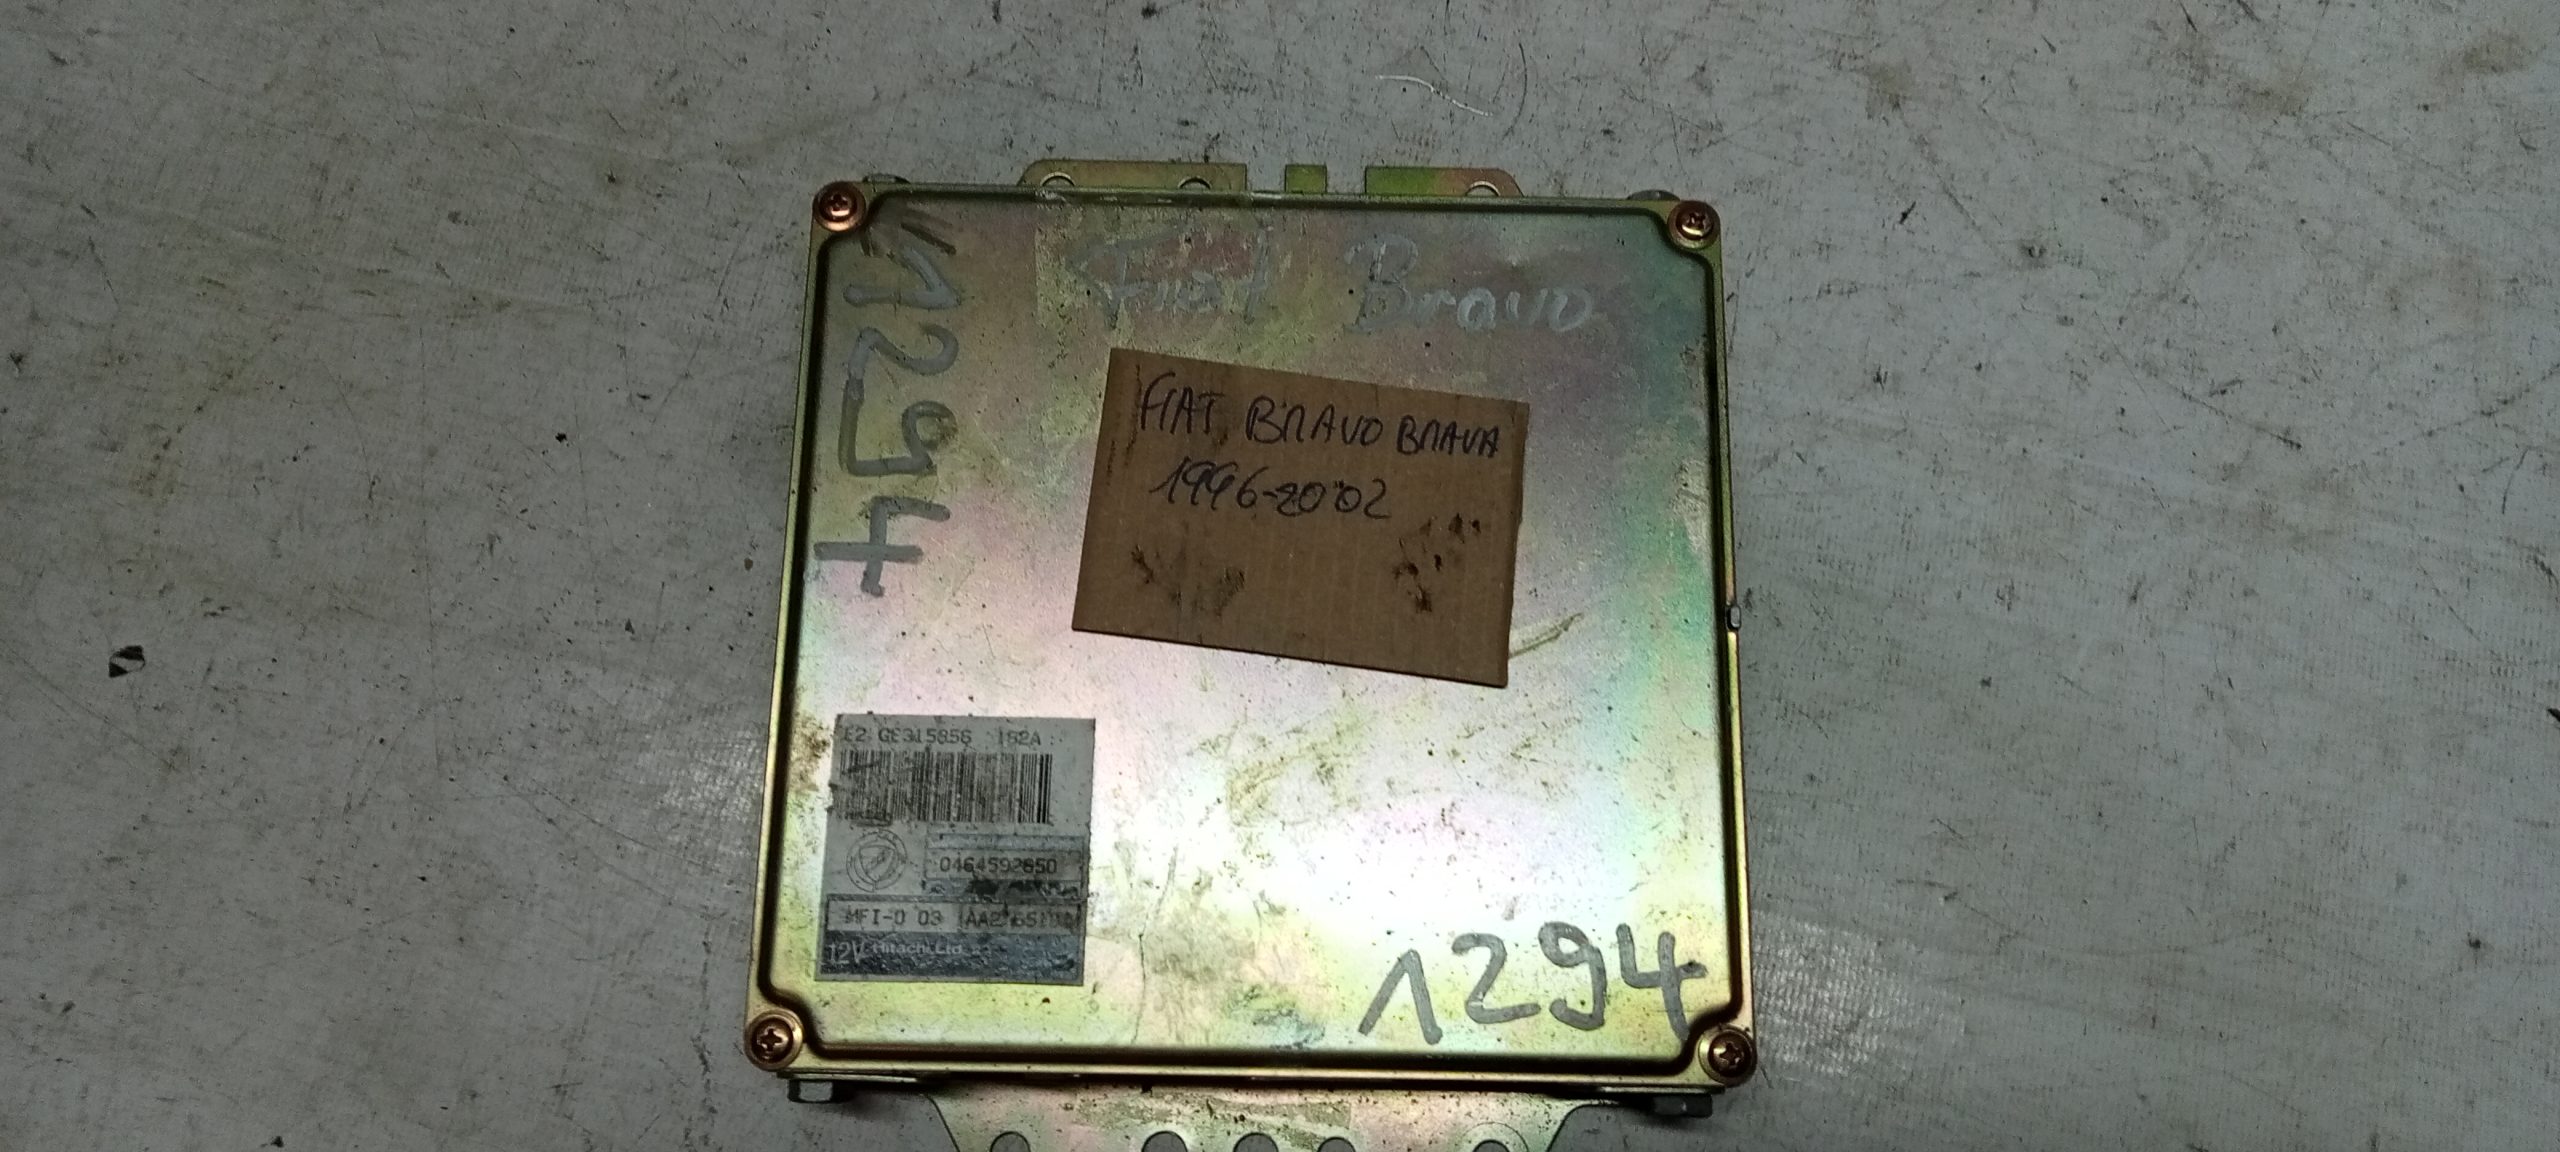 1294
Fiat Bravo
FIAT BRAVO BRAVA
1996-2002
E2 GE315856 182A
0464592850
MFI-0 03
12V Hitachi, Ltd.
1294